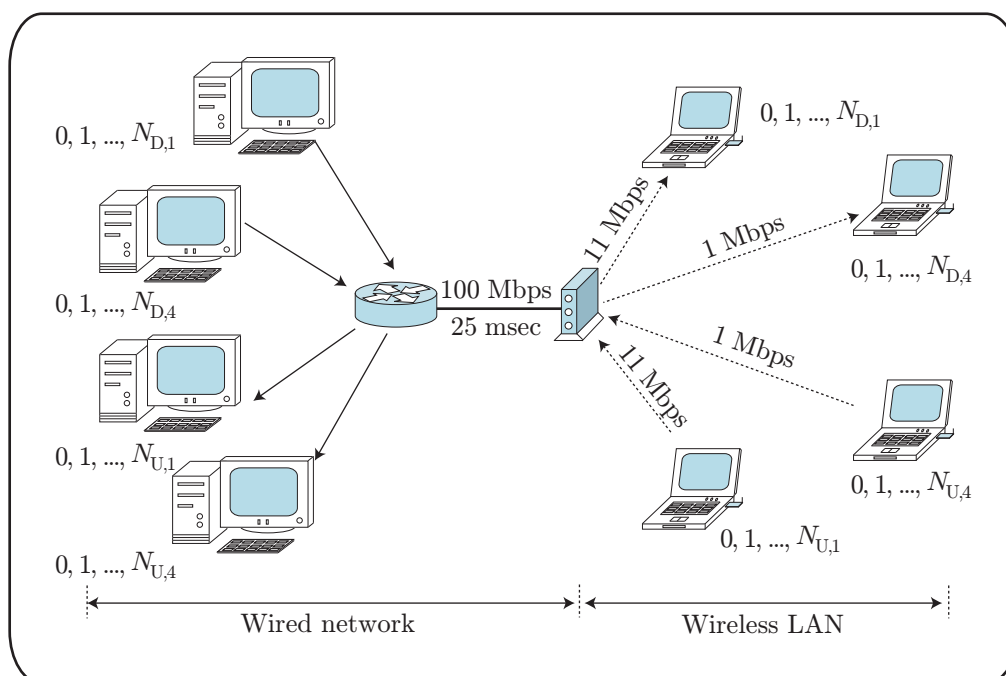 0, 1, ..., N_D,1
0, 1, ..., N_D,4
0, 1, ..., N_U,1
0, 1, ..., N_U,4
100 Mbps
25 msec
11 Mbps
1 Mbps
1 Mbps
11 Mbps
0, 1, ..., N_D,1
0, 1, ..., N_D,4
0, 1, ..., N_U,4
0, 1, ..., N_U,1
Wired network
Wireless LAN